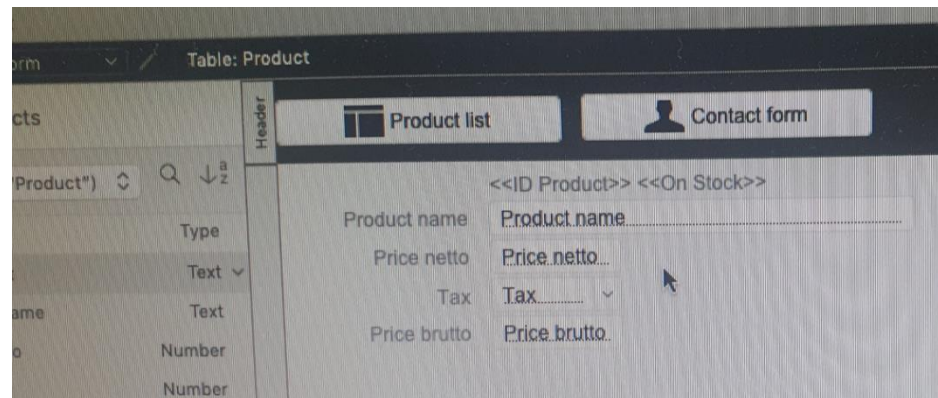 orm Table: Product
cts
Header
Product list
Contact form
"Product")
a
z
<<ID Product>> <<On Stock>>
Type
Product name Product name
Text
Price netto Price netto
ame Text
Tax Tax
o Number
Price brutto Price brutto
Number